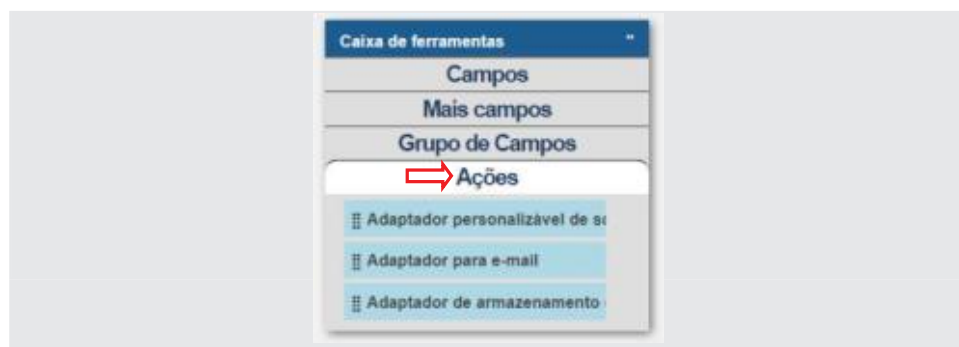 Caixa de ferramentas
Campos
Mais campos
Grupo de Campos
Ações
Adaptador personalizável de
Adaptador para e-mail
Adaptador de armazenamento